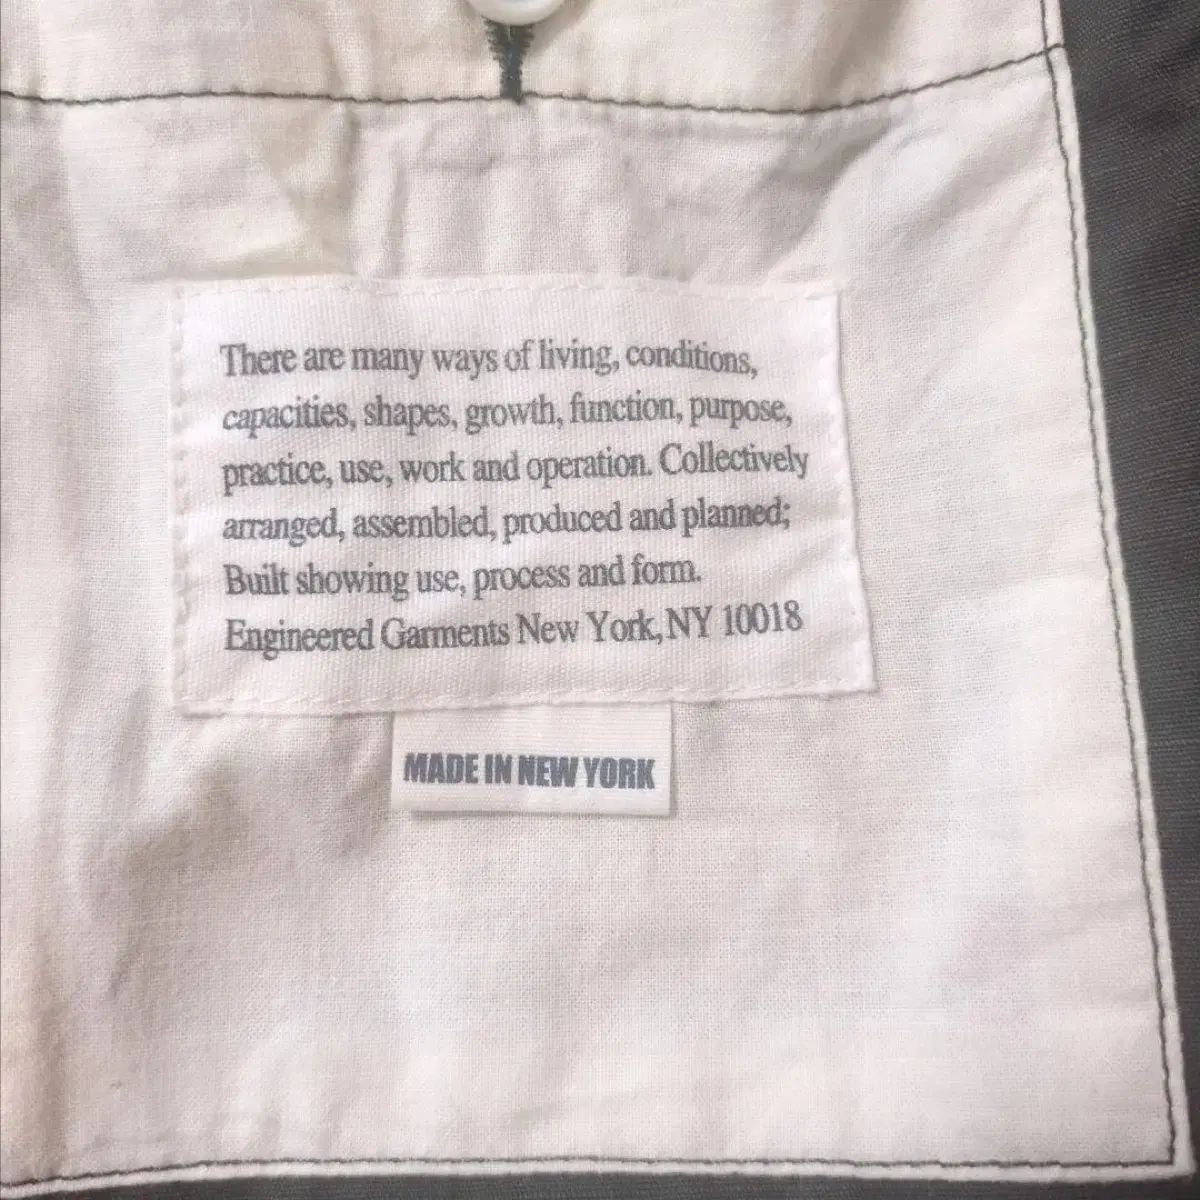 There are many ways of living, conditions,
capacities, shapes, growth, function, purpose,
practice, use, work and operation. Collectively
arranged, assembled, produced and planned;
Built showing use, process and form.
Engineered Garments New York, NY 10018
MADE IN NEW YORK